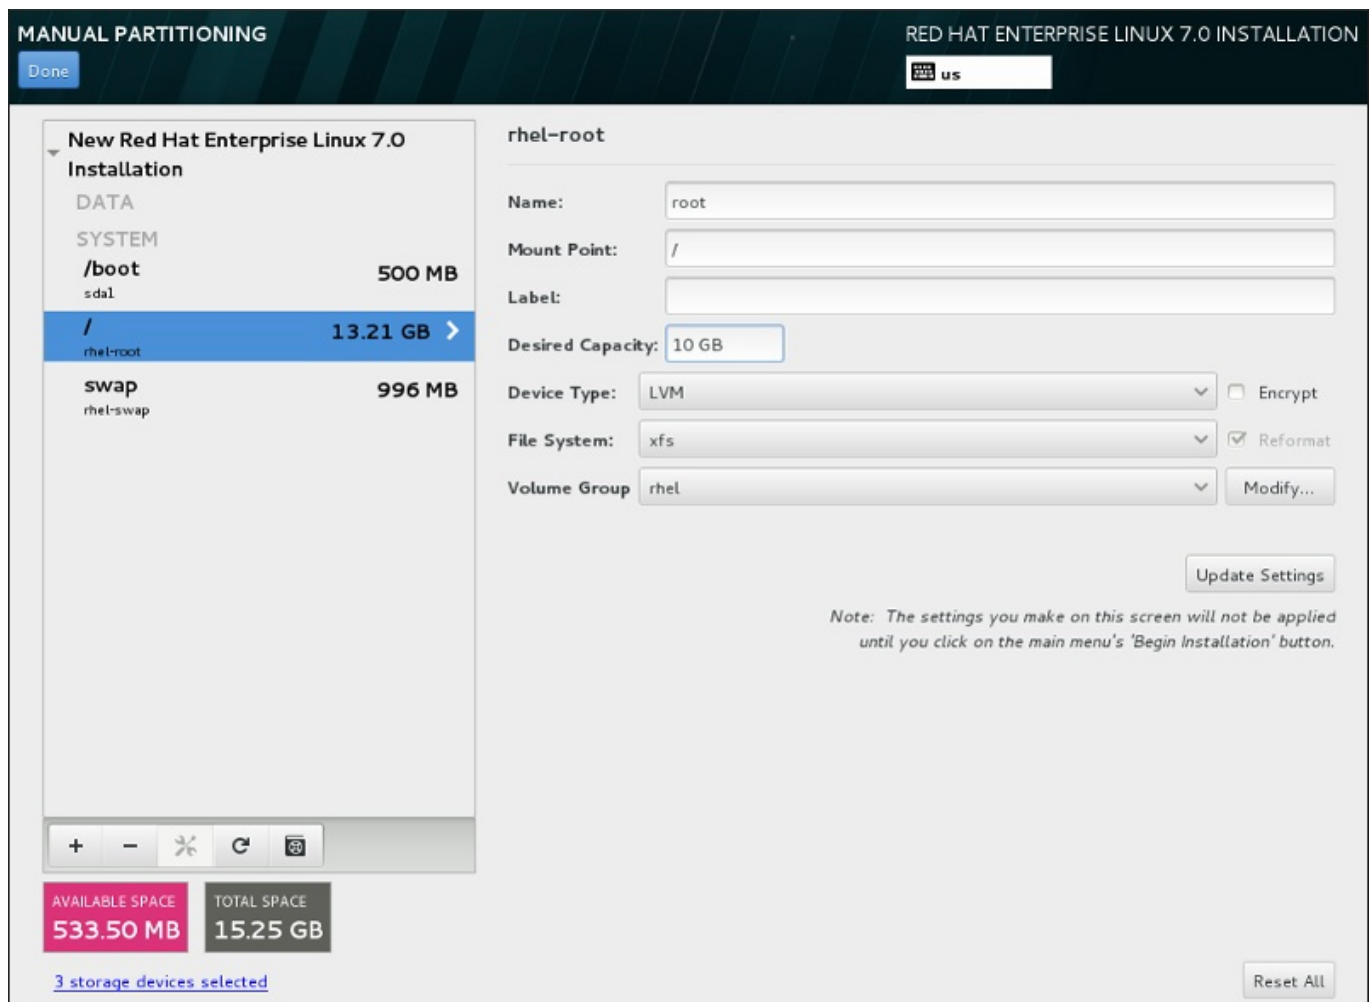 MANUAL PARTITIONING
RED HAT ENTERPRISE LINUX 7.0 INSTALLATION
Done
us
New Red Hat Enterprise Linux 7.0
Installation
DATA
SYSTEM
/boot
500 MB
sda1
/
13.21 GB
rhel-root
swap
996 MB
rhel-swap
+ -
AVAILABLE SPACE
533.50 MB
TOTAL SPACE
15.25 GB
3 storage devices selected
rhel-root
Name: root
Mount Point: /
Label:
Desired Capacity: 10 GB
Device Type: LVM Encrypt
File System: xfs Reformat
Volume Group rhel Modify...
Update Settings
Note: The settings you make on this screen will not be applied
until you click on the main menu's 'Begin Installation' button.
Reset All